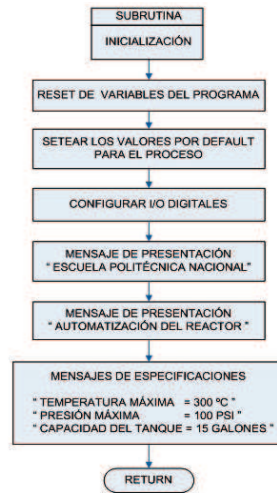 SUBRUTINA
INICIALIZACIÓN
RESET DE VARIABLES DEL PROGRAMA
SETEAR LOS VALORES POR DEFAULT
PARA EL PROCESO
CONFIGURAR I/O DIGITALES
MENSAJE DE PRESENTACIÓN
“ ESCUELA POLITÉCNICA NACIONAL”
MENSAJE DE PRESENTACIÓN
“ AUTOMATIZACIÓN DEL REACTOR ”
MENSAJES DE ESPECIFICACIONES
“ TEMPERATURA MÁXIMA = 300 ºC ”
“ PRESIÓN MÁXIMA = 100 PSI ”
“ CAPACIDAD DEL TANQUE = 15 GALONES ”
RETURN